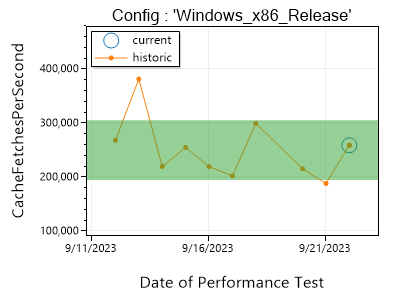 Config : 'Windows_x86_Release'
current
historic
400,000
300,000
200,000
100,000
CacheFetchesPerSecond
9/11/2023 9/16/2023 9/21/2023
Date of Performance Test